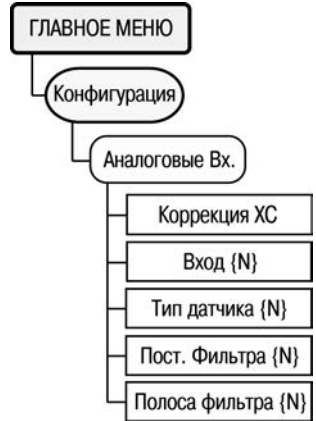 ГЛАВНОЕ МЕНЮ
Конфигурация
Аналоговые Вх.
Коррекция ХС
Вход {N}
Тип датчика {N}
Пост. Фильтра {N}
Полоса фильтра {N}